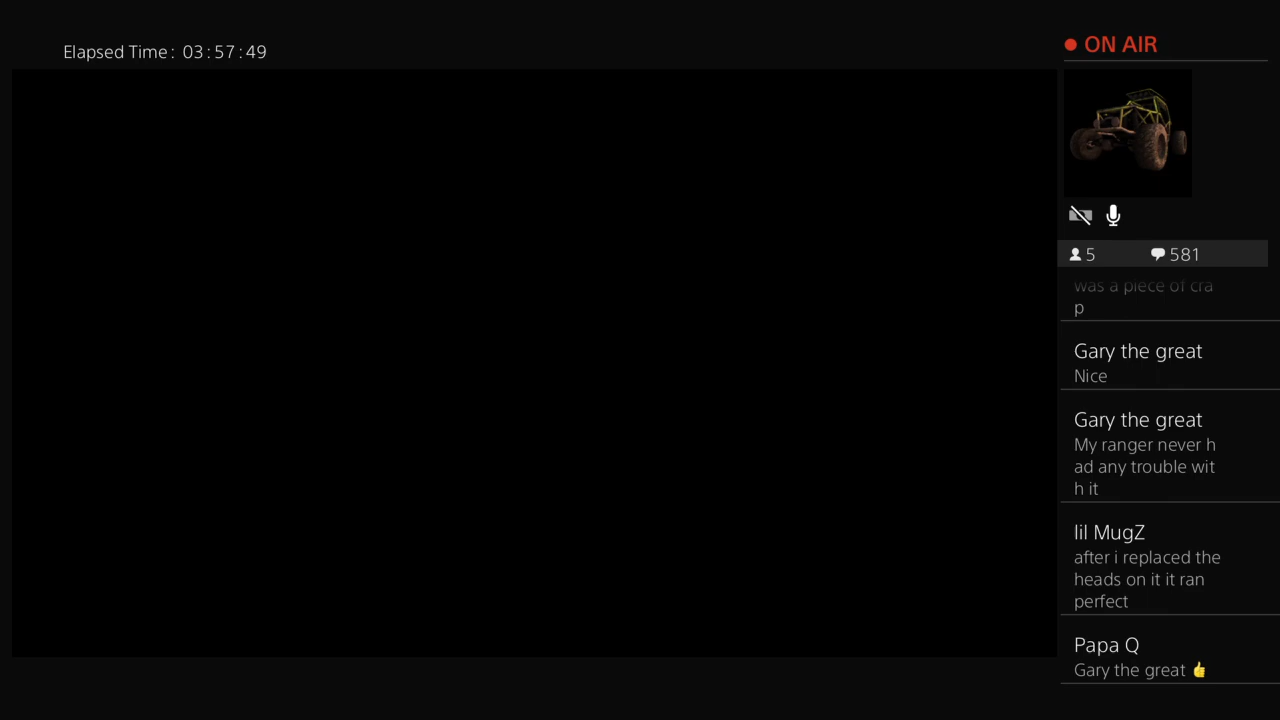 Elapsed Time: 03:57:49
ON AIR
5 581
was a piece of cra
p
Gary the great
Nice
Gary the great
My ranger never h
ad any trouble wit
h it
lil MugZ
after i replaced the
heads on it it ran
perfect
Papa Q
Gary the great 👍